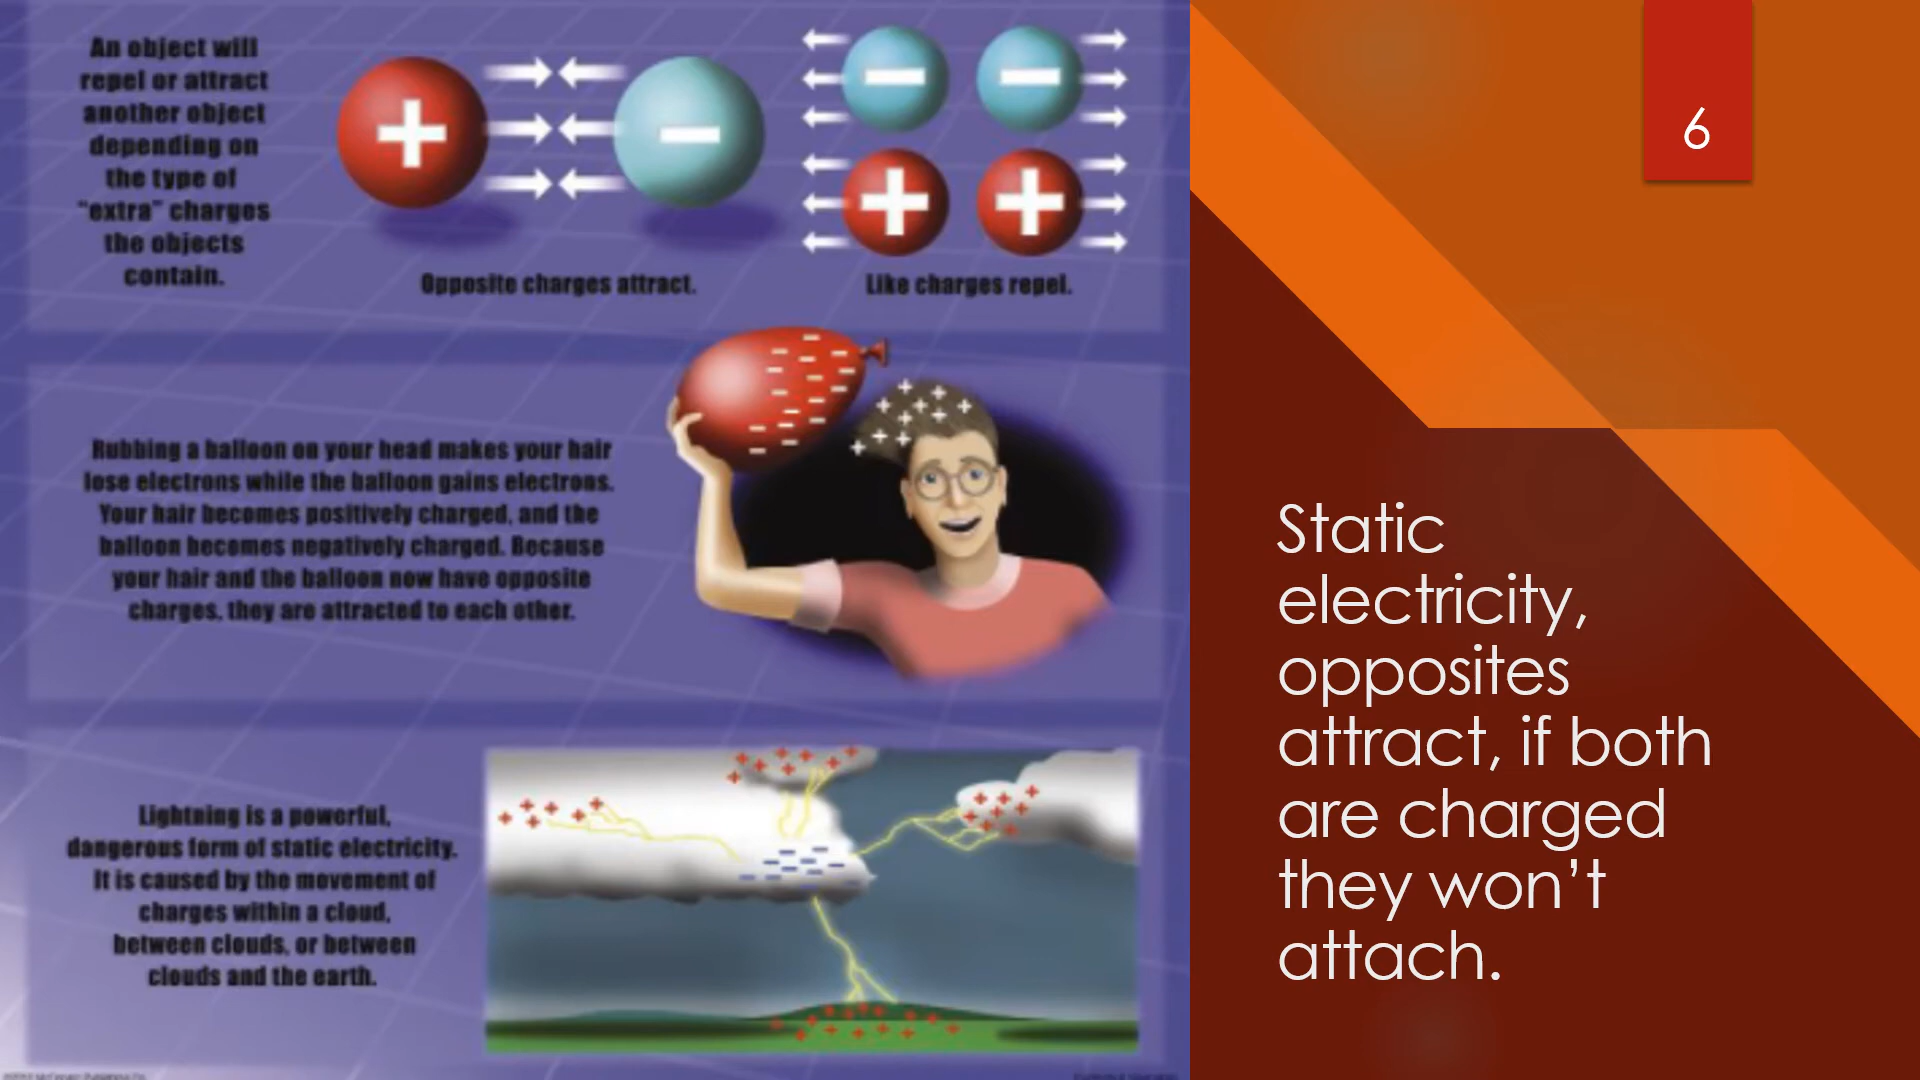 An object will
repel or attract
another object
depending on
the type of
"extra" charges
the objects
contain.
Opposite charges attract.
Like charges repel.
Rubbing a balloon on your head makes your hair
lose electrons while the balloon gains electrons.
Your hair becomes positively charged, and the
balloon becomes negatively charged. Because
your hair and the balloon now have opposite
charges, they are attracted to each other.
Lightning is a powerful,
dangerous form of static electricity.
It is caused by the movement of
charges within a cloud,
between clouds, or between
clouds and the earth.
6
Static
electricity,
opposites
attract, if both
are charged
they won’t
attach.